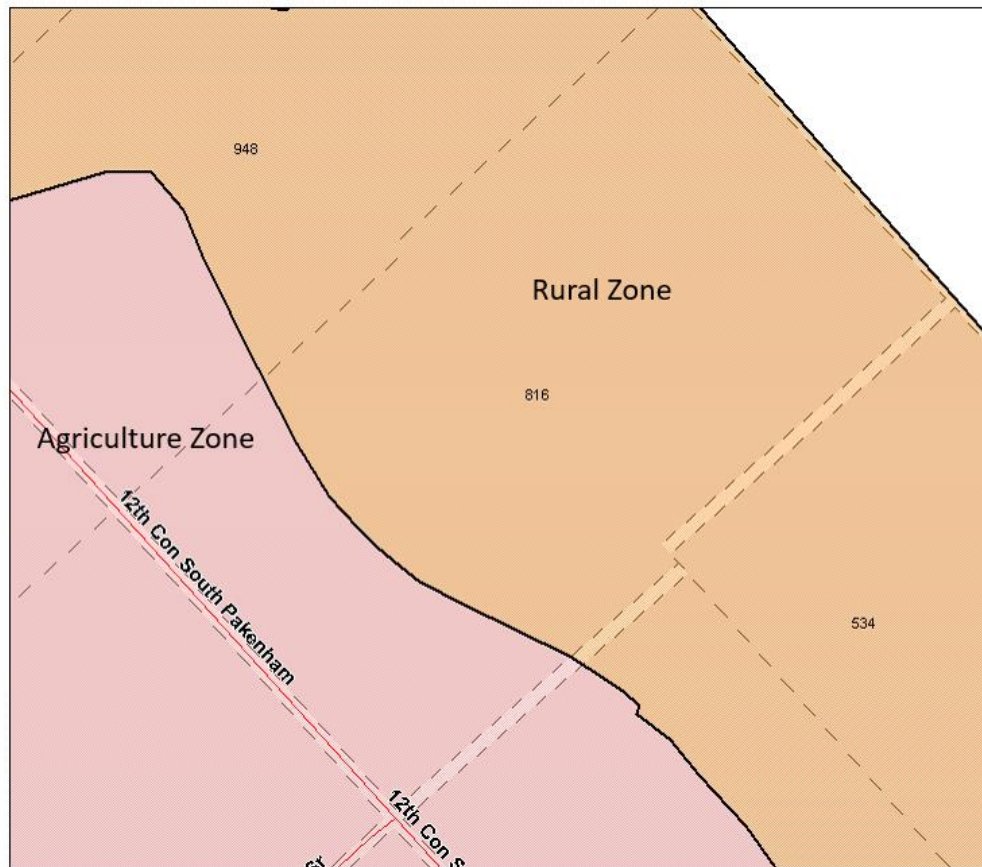 948
Rural Zone
816
Agriculture Zone
12th Con South Pakenham
534
12th Con S